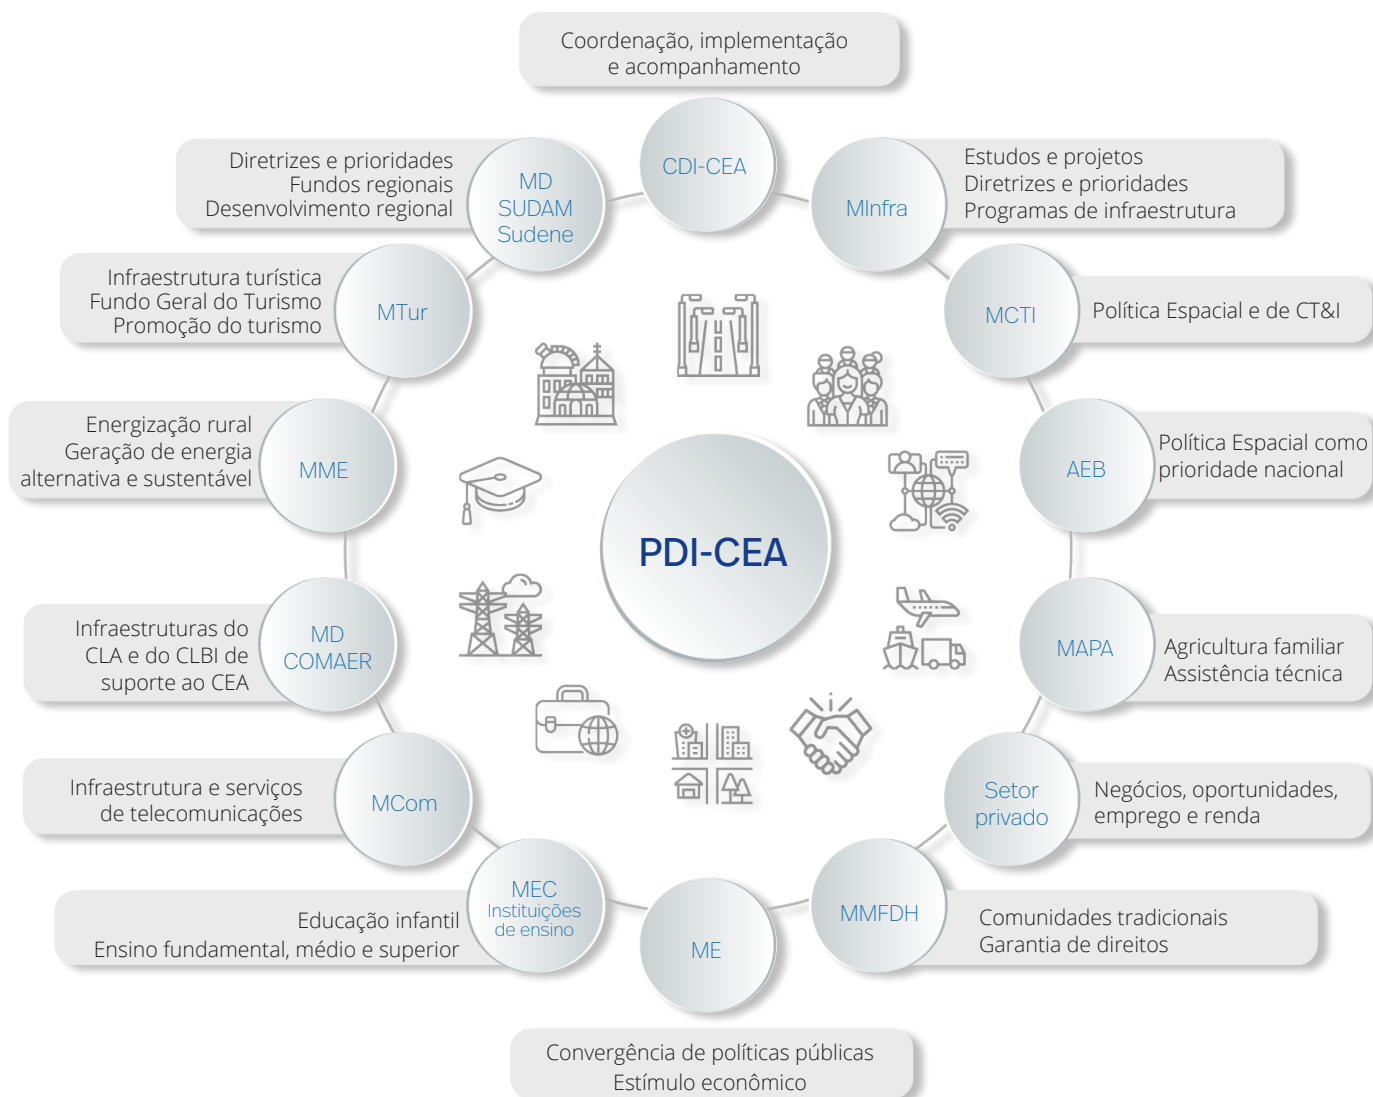 Coordenação, implementação
e acompanhamento
CDI-CEA
MInfra
Estudos e projetos
Diretrizes e prioridades
Programas de infraestrutura
MCTI
Política Espacial e de CT&I
AEB
Política Espacial como
prioridade nacional
MAPA
Agricultura familiar
Assistência técnica
Setor
privado
Negócios, oportunidades,
emprego e renda
MMFDH
Comunidades tradicionais
Garantia de direitos
ME
Convergência de políticas públicas
Estímulo econômico
MEC
Instituições
de ensino
Educação infantil
Ensino fundamental, médio e superior
MCom
Infraestrutura e serviços
de telecomunicações
MD
COMAER
Infraestruturas do
CLA e do CLBI de
suporte ao CEA
MME
Energização rural
Geração de energia
alternativa e sustentável
MTur
Infraestrutura turística
Fundo Geral do Turismo
Promoção do turismo
MD
SUDAM
Sudene
Diretrizes e prioridades
Fundos regionais
Desenvolvimento regional
PDI-CEA